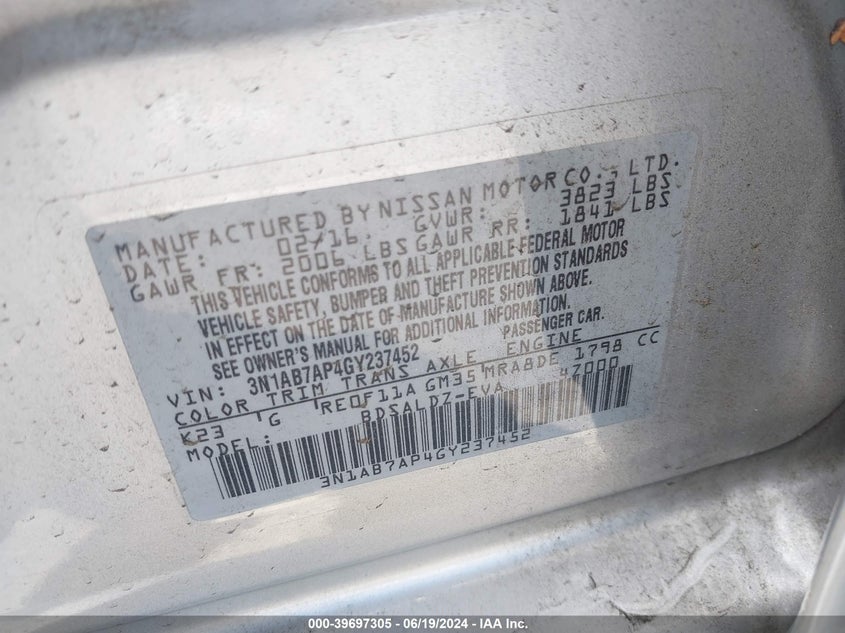 MANUFACTURED BY NISSAN MOTOR CO., LTD.
DATE: 02/16 GVWR: 3823 LBS
GAWR FR: 2006 LBS GAWR RR: 1841 LBS
THIS VEHICLE CONFORMS TO ALL APPLICABLE FEDERAL MOTOR
VEHICLE SAFETY, BUMPER AND THEFT PREVENTION STANDARDS
IN EFFECT ON THE DATE OF MANUFACTURE SHOWN ABOVE.
SEE OWNER'S MANUAL FOR ADDITIONAL INFORMATION.
VIN: 3N1AB7AP4GY237452 PASSENGER CAR.
COLOR TRIM TRANS AXLE ENGINE
K23 G RE0F11A GM35 MRA8DE 1798 CC
MODEL: BDSALDZ-EVA 47000
3N1AB7AP4GY237452
000-39697305 - 06/19/2024 - IAA Inc.